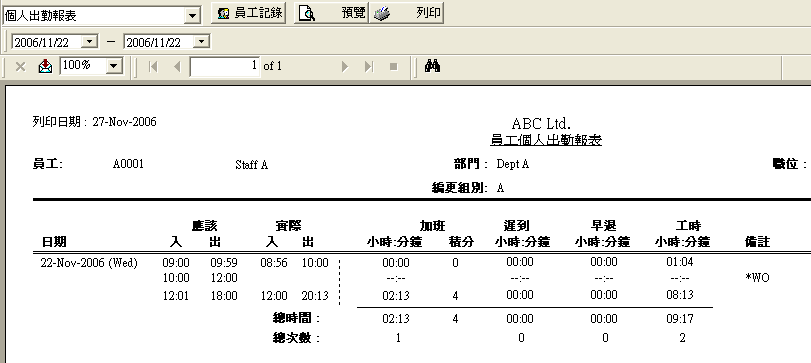 個人出勤報表 員工記錄 預覽 列印
2006/11/22 － 2006/11/22
100% 1 of 1
列印日期 : 27-Nov-2006 ABC Ltd.
員工個人出勤報表
員工: A0001 Staff A 部門 : Dept A 職位 :
編更組別: A
應該 實際 加班 遲到 早退 工時
日期 入 出 入 出 小時:分鐘 積分 小時:分鐘 小時:分鐘 小時:分鐘 備註
22-Nov-2006 (Wed) 09:00 09:59 08:56 10:00 00:00 0 00:00 00:00 01:04
10:00 12:00 --:-- --:-- --:-- --:-- *WO
12:01 18:00 12:00 20:13 02:13 4 00:00 00:00 08:13
總時間 : 02:13 4 00:00 00:00 09:17
總次數 : 1 0 0 2